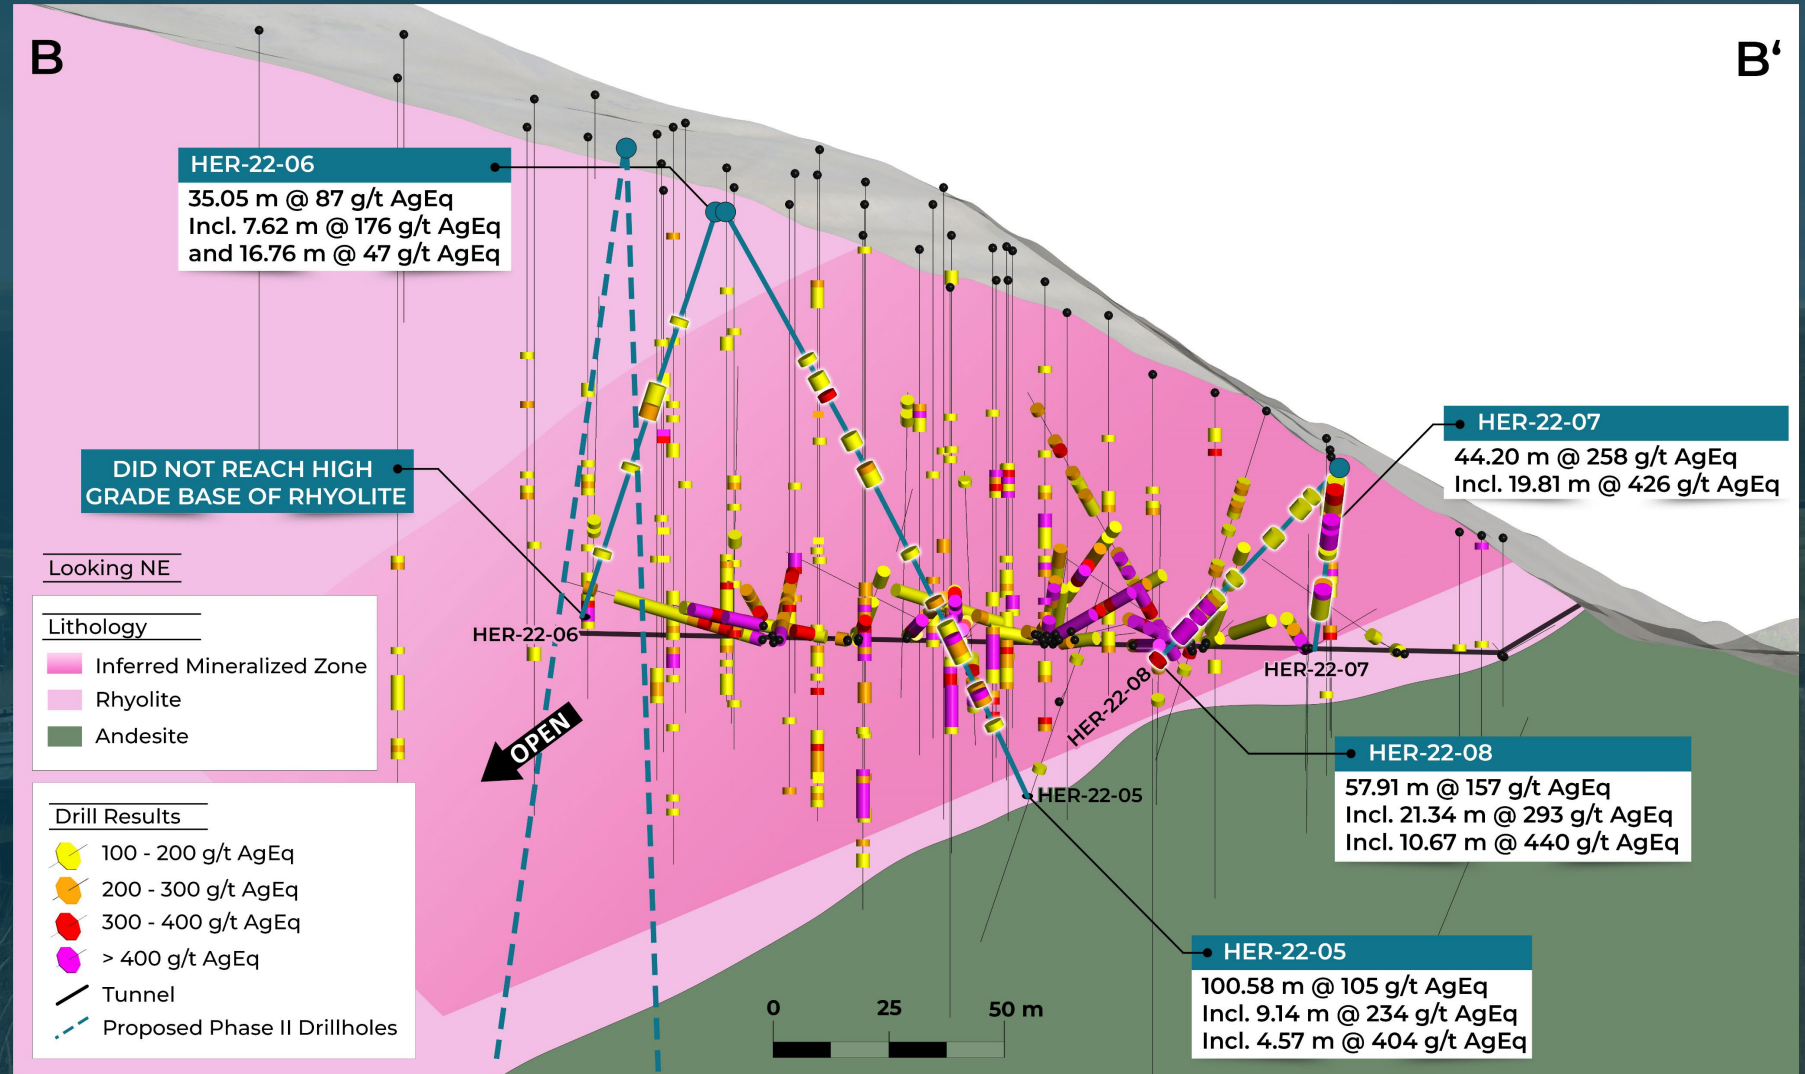 B
B'
HER-22-06
35.05 m @ 87 g/t AgEq
Incl. 7.62 m @ 176 g/t AgEq
and 16.76 m @ 47 g/t AgEq
HER-22-07
44.20 m @ 258 g/t AgEq
Incl. 19.81 m @ 426 g/t AgEq
DID NOT REACH HIGH
GRADE BASE OF RHYOLITE
Looking NE
Lithology
Inferred Mineralized Zone
Rhyolite
Andesite
HER-22-06
HER-22-07
HER-22-08
OPEN
HER-22-05
HER-22-08
57.91 m @ 157 g/t AgEq
Incl. 21.34 m @ 293 g/t AgEq
Incl. 10.67 m @ 440 g/t AgEq
Drill Results
100 - 200 g/t AgEq
200 - 300 g/t AgEq
300 - 400 g/t AgEq
> 400 g/t AgEq
Tunnel
Proposed Phase II Drillholes
0 25 50 m
HER-22-05
100.58 m @ 105 g/t AgEq
Incl. 9.14 m @ 234 g/t AgEq
Incl. 4.57 m @ 404 g/t AgEq